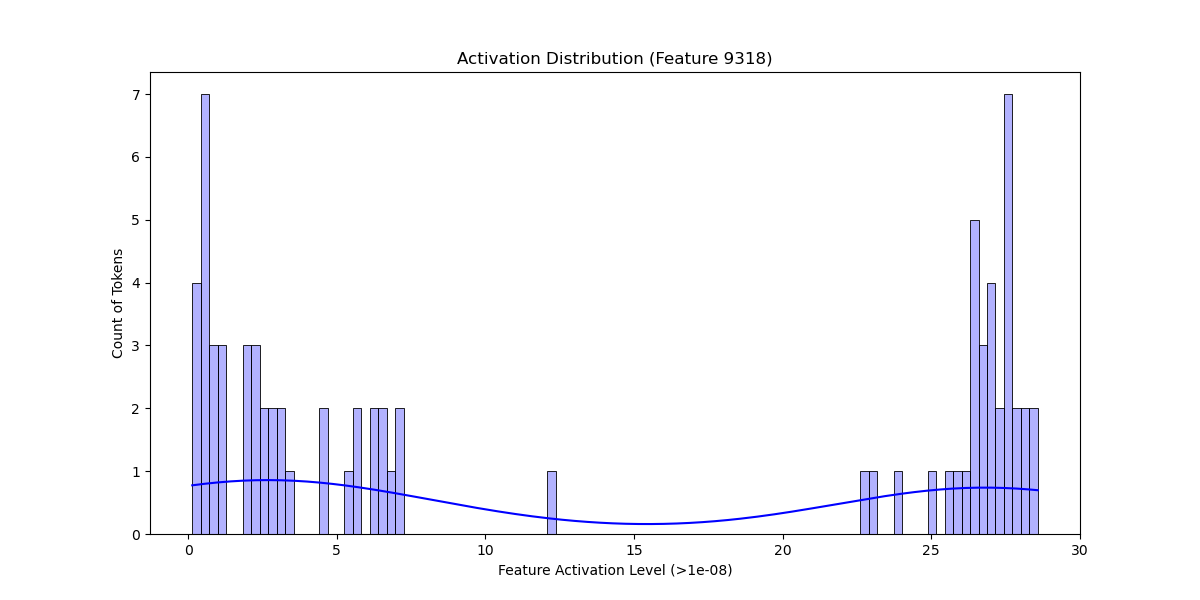 Activation Distribution (Feature 9318)
Count of Tokens
7
6
5
4
3
2
1
0
0 5 10 15 20 25 30
Feature Activation Level (>1e-08)